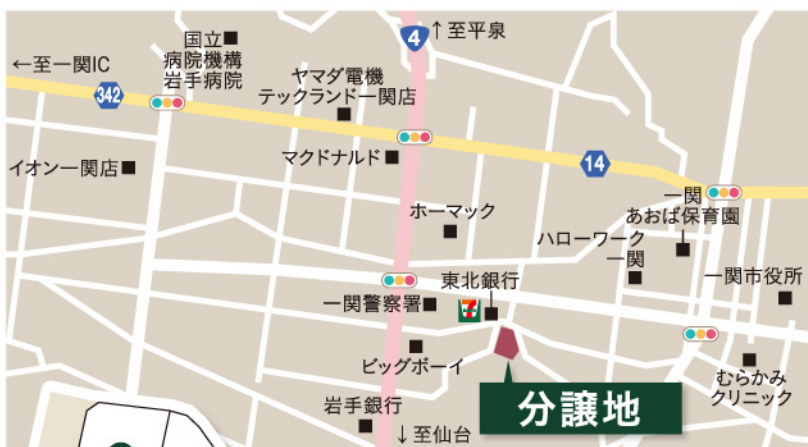 4
↑至平泉
国立
病院機構
岩手病院
←至一関IC
ヤマダ電機
テックランド一関店
342
マクドナルド
イオン一関店
14
一関
あおば保育園
ホーマック
ハローワーク
一関
東北銀行
一関市役所
一関警察署
7
ビッグボーイ
むらかみ
クリニック
分譲地
岩手銀行
↓至仙台